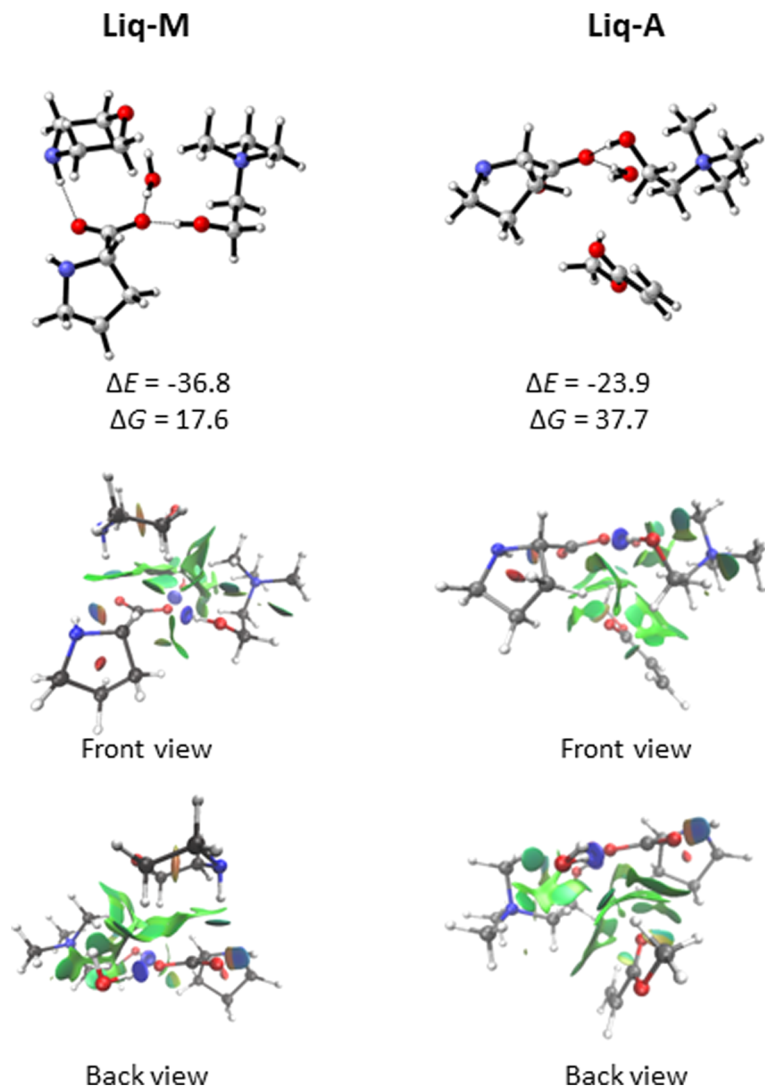 Liq-M
Liq-A
ΔE = -36.8
ΔG = 17.6
ΔE = -23.9
ΔG = 37.7
Front view
Front view
Back view
Back view